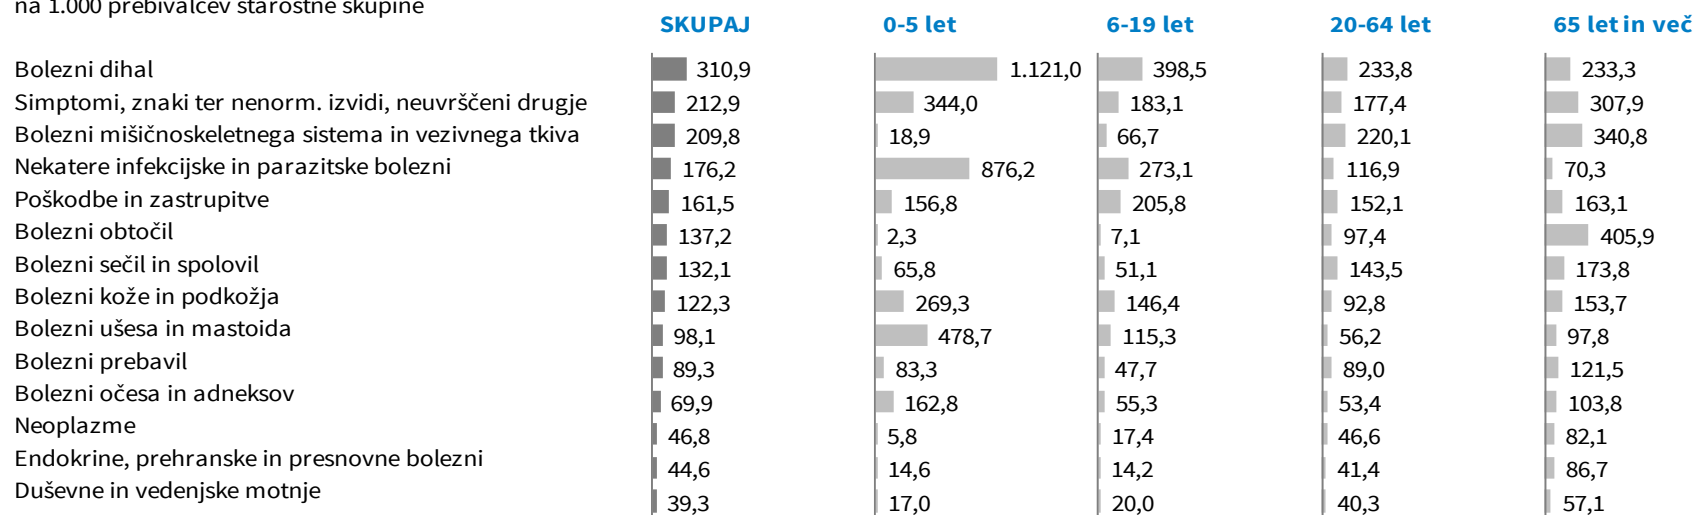 na 1.000 prebivalcev starostne skupine
SKUPAJ 0-5 let 6-19 let 20-64 let 65 let in več
Bolezni dihal 310,9 1.121,0 398,5 233,8 233,3
Simptomi, znaki ter nenorm. izvidi, neuvrščeni drugje 212,9 344,0 183,1 177,4 307,9
Bolezni mišičnoskeletnega sistema in vezivnega tkiva 209,8 18,9 66,7 220,1 340,8
Nekatere infekcijske in parazitske bolezni 176,2 876,2 273,1 116,9 70,3
Poškodbe in zastrupitve 161,5 156,8 205,8 152,1 163,1
Bolezni obtočil 137,2 2,3 7,1 97,4 405,9
Bolezni sečil in spolovil 132,1 65,8 51,1 143,5 173,8
Bolezni kože in podkožja 122,3 269,3 146,4 92,8 153,7
Bolezni ušesa in mastoida 98,1 478,7 115,3 56,2 97,8
Bolezni prebavil 89,3 83,3 47,7 89,0 121,5
Bolezni očesa in adneksov 69,9 162,8 55,3 53,4 103,8
Neoplazme 46,8 5,8 17,4 46,6 82,1
Endokrine, prehranske in presnovne bolezni 44,6 14,6 14,2 41,4 86,7
Duševne in vedenjske motnje 39,3 17,0 20,0 40,3 57,1